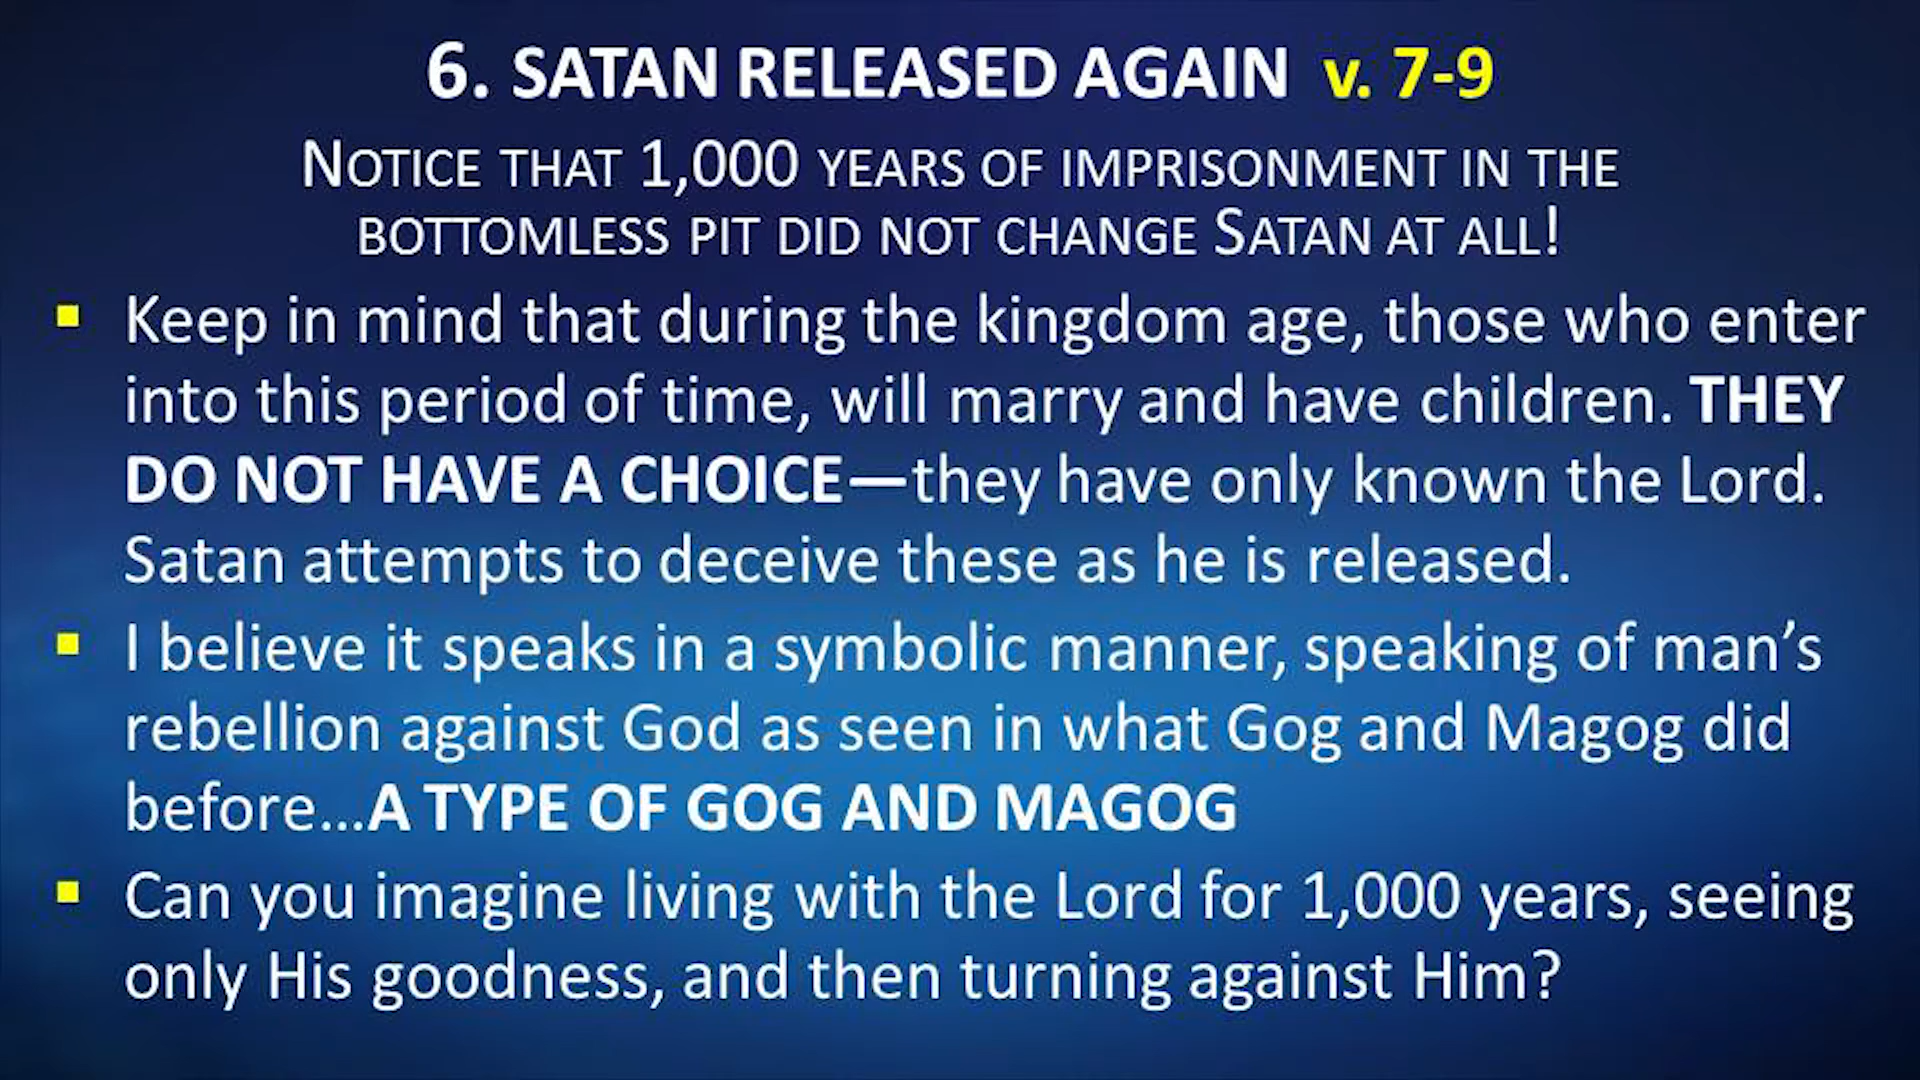 6. SATAN RELEASED AGAIN v. 7-9
NOTICE THAT 1,000 YEARS OF IMPRISONMENT IN THE
BOTTOMLESS PIT DID NOT CHANGE SATAN AT ALL!
▪ Keep in mind that during the kingdom age, those who enter
into this period of time, will marry and have children. THEY
DO NOT HAVE A CHOICE—they have only known the Lord.
Satan attempts to deceive these as he is released.
▪ I believe it speaks in a symbolic manner, speaking of man’s
rebellion against God as seen in what Gog and Magog did
before…A TYPE OF GOG AND MAGOG
▪ Can you imagine living with the Lord for 1,000 years, seeing
only His goodness, and then turning against Him?